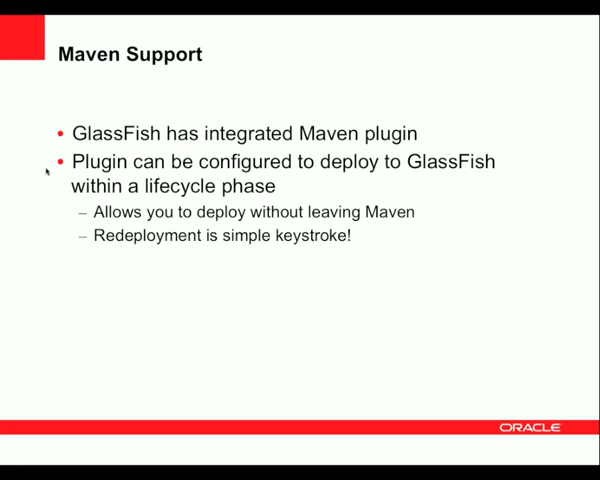 Maven Support
• GlassFish has integrated Maven plugin
• Plugin can be configured to deploy to GlassFish
within a lifecycle phase
– Allows you to deploy without leaving Maven
– Redeployment is simple keystroke!
ORACLE